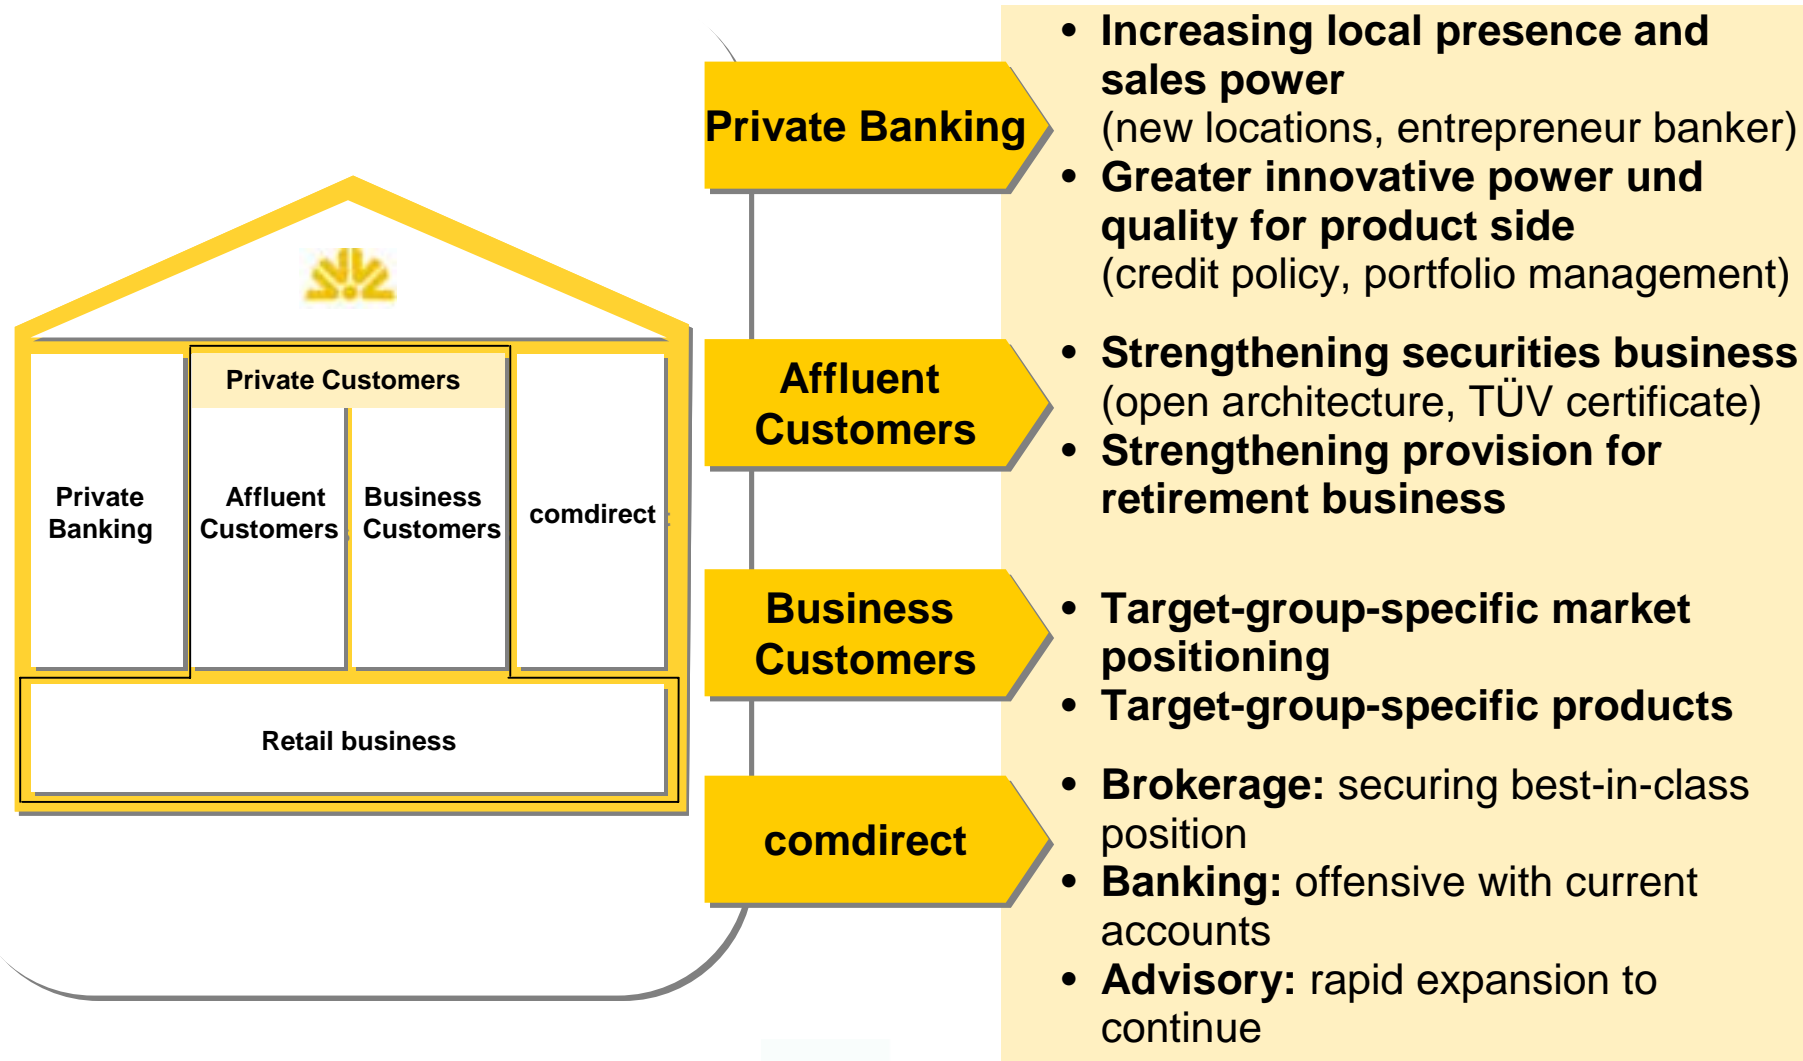 Private Customers
Private
Banking
Affluent
Customers
Business
Customers
comdirect
Retail business
Private Banking
• Increasing local presence and
sales power
(new locations, entrepreneur banker)
• Greater innovative power und
quality for product side
(credit policy, portfolio management)
Affluent
Customers
• Strengthening securities business
(open architecture, TÜV certificate)
• Strengthening provision for
retirement business
Business
Customers
• Target-group-specific market
positioning
• Target-group-specific products
comdirect
• Brokerage: securing best-in-class
position
• Banking: offensive with current
accounts
• Advisory: rapid expansion to
continue